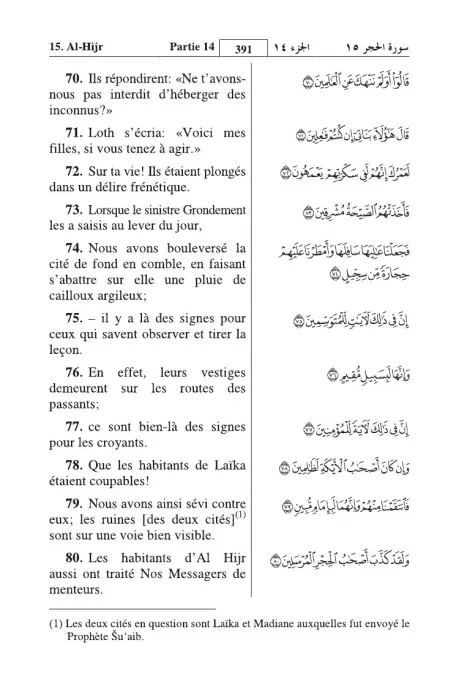 15. Al-Hijr Partie 14 391 الجزء ١٤ سورة الحجر ١٥
70. Ils répondirent: «Ne t'avons-
nous pas interdit d'héberger des
inconnus?»
قَالُوٓا۟ أَوَلَمْ نَنْهَكَ عَنِ ٱلْعَـٰلَمِينَ ٧٠
71. Loth s'écria: «Voici mes
filles, si vous tenez à agir.»
قَالَ هَـٰٓؤُلَآءِ بَنَاتِىٓ إِن كُنتُمْ فَـٰعِلِينَ ٧١
72. Sur ta vie! Ils étaient plongés
dans un délire frénétique.
لَعَمْرُكَ إِنَّهُمْ لَفِى سَكْرَتِهِمْ يَعْمَهُونَ ٧٢
73. Lorsque le sinistre Grondement
les a saisis au lever du jour,
فَأَخَذَتْهُمُ ٱلصَّيْحَةُ مُشْرِقِينَ ٧٣
74. Nous avons bouleversé la
cité de fond en comble, en faisant
s'abattre sur elle une pluie de
cailloux argileux;
فَجَعَلْنَا عَـٰلِيَهَا سَافِلَهَا وَأَمْطَرْنَا عَلَيْهِمْ
حِجَارَةً مِّن سِجِّيلٍ ٧٤
75. – il y a là des signes pour
ceux qui savent observer et tirer la
leçon.
إِنَّ فِى ذَٰلِكَ لَـَٔايَـٰتٍ لِّلْمُتَوَسِّمِينَ ٧٥
76. En effet, leurs vestiges
demeurent sur les routes des
passants;
وَإِنَّهَا لَبِسَبِيلٍ مُّقِيمٍ ٧٦
77. ce sont bien-là des signes
pour les croyants.
إِنَّ فِى ذَٰلِكَ لَـَٔايَةً لِّلْمُؤْمِنِينَ ٧٧
78. Que les habitants de Laïka
étaient coupables!
وَإِن كَانَ أَصْحَـٰبُ ٱلْأَيْكَةِ لَظَـٰلِمِينَ ٧٨
79. Nous avons ainsi sévi contre
eux; les ruines [des deux cités](1)
sont sur une voie bien visible.
فَٱنتَقَمْنَا مِنْهُمْ وَإِنَّهُمَا لَبِإِمَامٍ مُّبِينٍ ٧٩
80. Les habitants d'Al Hijr
aussi ont traité Nos Messagers de
menteurs.
وَلَقَدْ كَذَّبَ أَصْحَـٰبُ ٱلْحِجْرِ ٱلْمُرْسَلِينَ ٨٠
(1) Les deux cités en question sont Laïka et Madiane auxquelles fut envoyé le
Prophète Šu'aib.